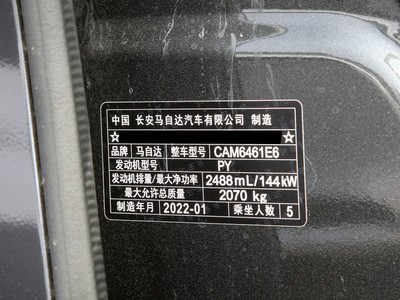 中国 长安马自达汽车有限公司 制造
☆ ☆
品牌 马自达 整车型号 CAM6461E6
发动机型号 PY
发动机排量/最大净功率 2488mL/144kW
最大允许总质量 2070 kg
制造年月 2022-01 乘坐人数 5